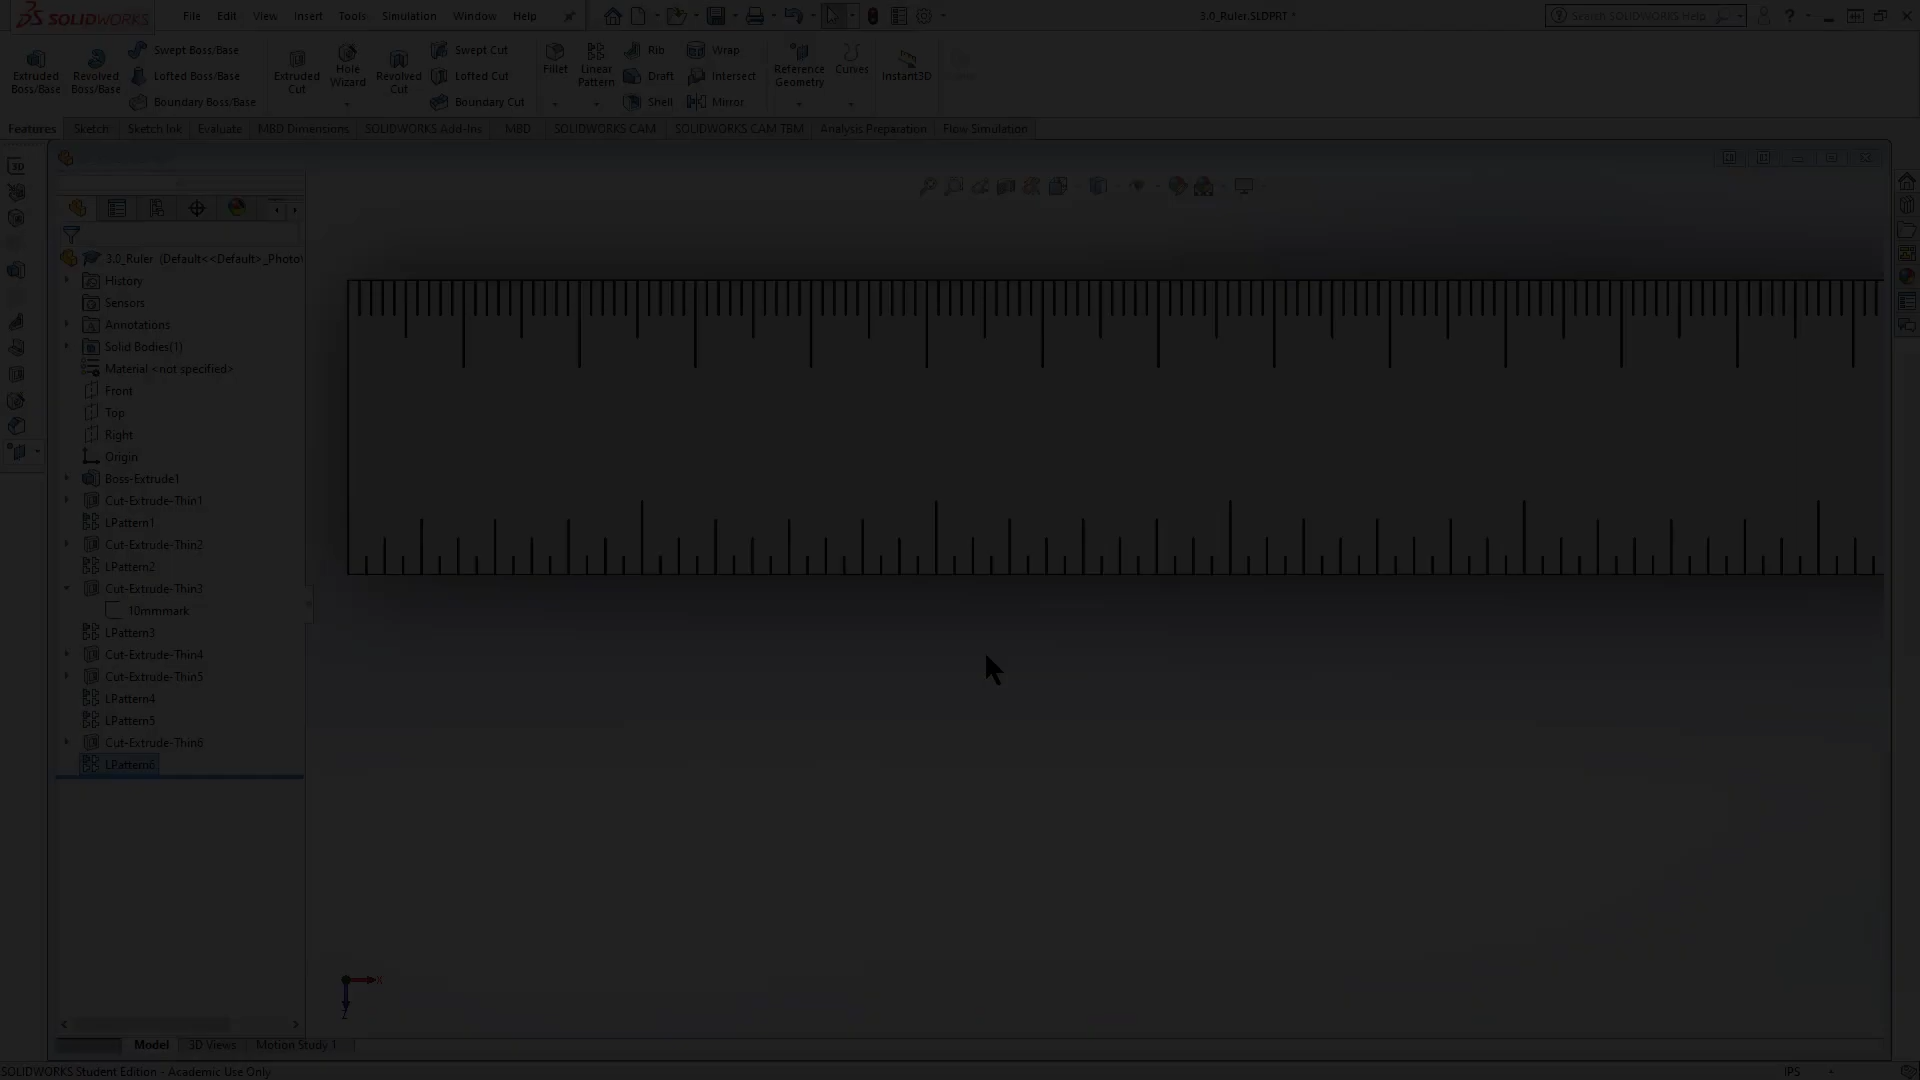 SOLIDWORKS File Edit View Insert Tools Simulation Window Help 3.0_Ruler.SLDPRT * Search SOLIDWORKS Help
Extruded Boss/Base
Revolved Boss/Base
Swept Boss/Base
Lofted Boss/Base
Boundary Boss/Base
Extruded Cut
Hole Wizard
Revolved Cut
Swept Cut
Lofted Cut
Boundary Cut
Fillet
Linear Pattern
Rib
Draft
Shell
Wrap
Intersect
Mirror
Reference Geometry
Curves
Instant3D
Features Sketch Sketch Ink Evaluate MBD Dimensions SOLIDWORKS Add-Ins MBD SOLIDWORKS CAM SOLIDWORKS CAM TBM Analysis Preparation Flow Simulation
3.0_Ruler (Default<<Default>_Photo
History
Sensors
Annotations
Solid Bodies(1)
Material <not specified>
Front
Top
Right
Origin
Boss-Extrude1
Cut-Extrude-Thin1
LPattern1
Cut-Extrude-Thin2
LPattern2
Cut-Extrude-Thin3
10mmmark
LPattern3
Cut-Extrude-Thin4
Cut-Extrude-Thin5
LPattern4
LPattern5
Cut-Extrude-Thin6
LPattern6
X
Z
Model 3D Views Motion Study 1
SOLIDWORKS Student Edition - Academic Use Only IPS